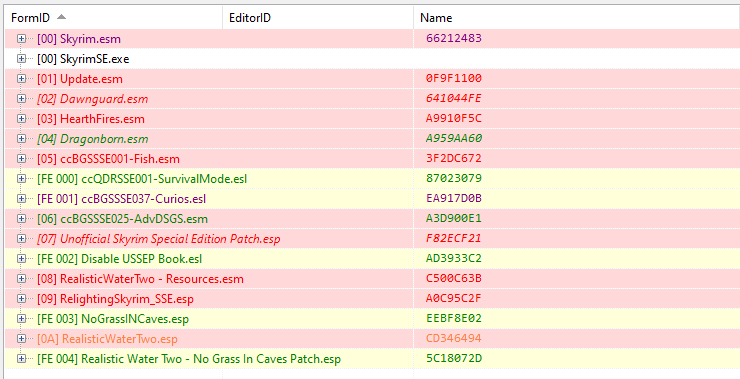 FormID EditorID Name
[00] Skyrim.esm 66212483
[00] SkyrimSE.exe
[01] Update.esm 0F9F1100
[02] Dawnguard.esm 641044FE
[03] HearthFires.esm A9910F5C
[04] Dragonborn.esm A959AA60
[05] ccBGSSSE001-Fish.esm 3F2DC672
[FE 000] ccQDRSSE001-SurvivalMode.esl 87023079
[FE 001] ccBGSSSE037-Curios.esl EA917D0B
[06] ccBGSSSE025-AdvDSGS.esm A3D900E1
[07] Unofficial Skyrim Special Edition Patch.esp F82ECF21
[FE 002] Disable USSEP Book.esl AD3933C2
[08] RealisticWaterTwo - Resources.esm C500C63B
[09] RelightingSkyrim_SSE.esp A0C95C2F
[FE 003] NoGrassINCaves.esp EEBF8E02
[0A] RealisticWaterTwo.esp CD346494
[FE 004] Realistic Water Two - No Grass In Caves Patch.esp 5C18072D